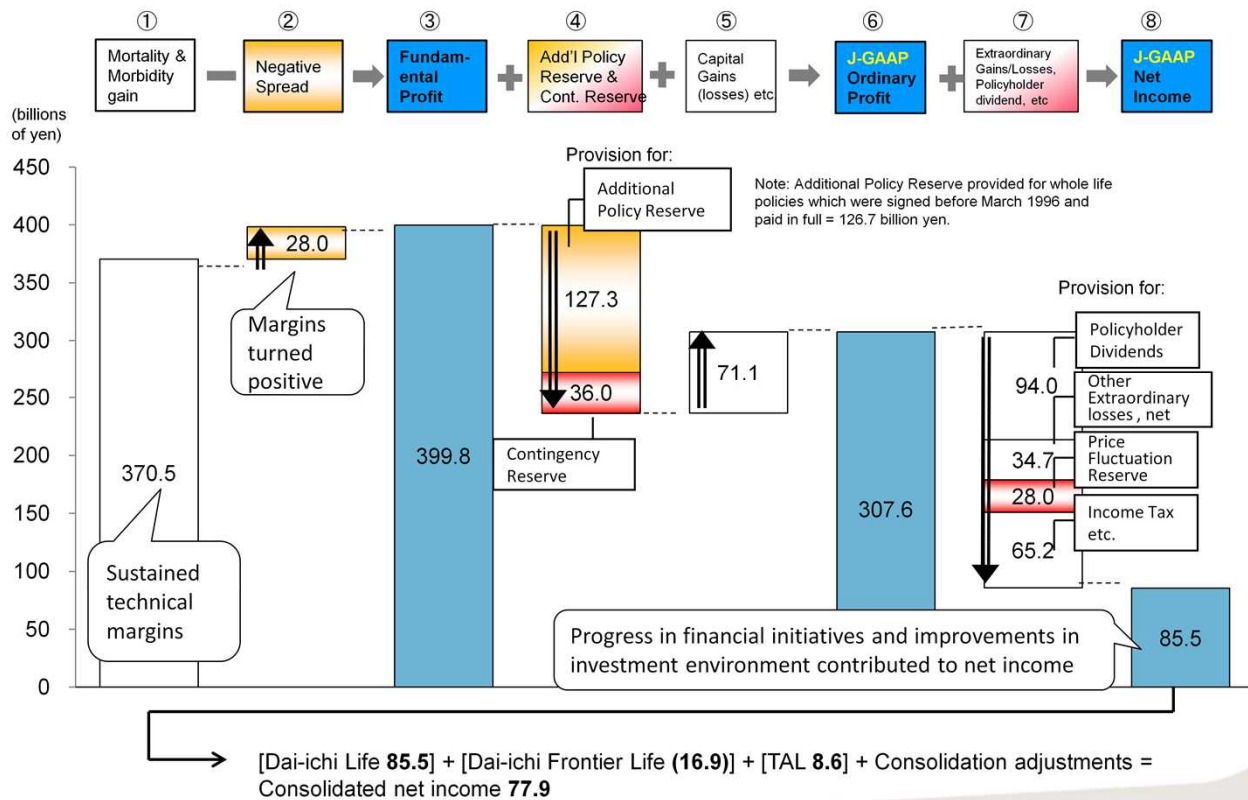 ① ② ③ ④ ⑤ ⑥ ⑦ ⑧
Mortality &
Morbidity
gain
Negative
Spread
Fundam-
ental
Profit
Add'l Policy
Reserve &
Cont. Reserve
Capital
Gains
(losses) etc.
J-GAAP
Ordinary
Profit
Extraordinary
Gains/Losses,
Policyholder
dividend, etc
J-GAAP
Net
Income
(billions
of yen)
450
400
350
300
250
200
150
100
50
0
370.5
Sustained
technical
margins
28.0
Margins
turned
positive
399.8
Provision for:
Additional
Policy Reserve
127.3
36.0
Contingency
Reserve
Note: Additional Policy Reserve provided for whole life
policies which were signed before March 1996 and
paid in full = 126.7 billion yen.
71.1
307.6
Provision for:
Policyholder
Dividends
94.0
Other
Extraordinary
losses , net
34.7
Price
Fluctuation
Reserve
28.0
Income Tax
etc.
65.2
Progress in financial initiatives and improvements in
investment environment contributed to net income
85.5
[Dai-ichi Life 85.5] + [Dai-ichi Frontier Life (16.9)] + [TAL 8.6] + Consolidation adjustments =
Consolidated net income 77.9